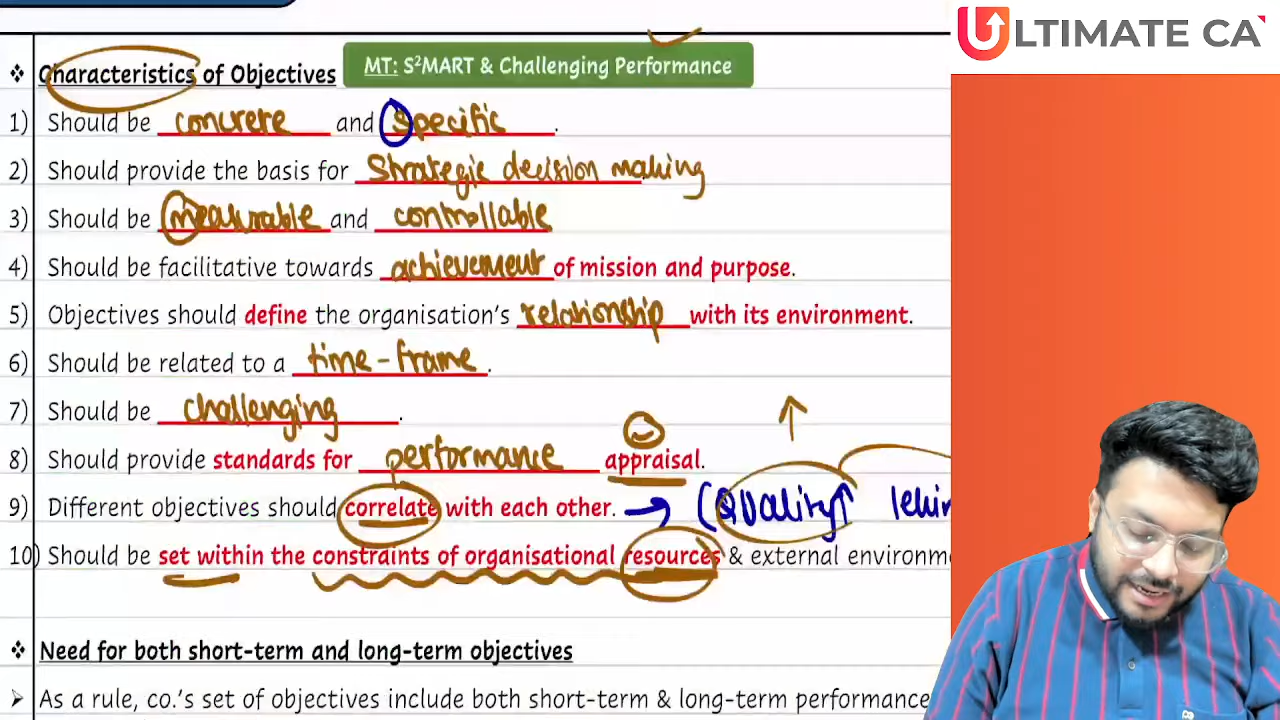 ULTIMATE CA
❖ Characteristics of Objectives
MT: S²MART & Challenging Performance
1) Should be concrete and specific.
2) Should provide the basis for Strategic decision making
3) Should be measurable and controllable
4) Should be facilitative towards achievement of mission and purpose.
5) Objectives should define the organisation's relationship with its environment.
6) Should be related to a time-frame.
7) Should be challenging.
8) Should provide standards for performance appraisal.
9) Different objectives should correlate with each other. → (Quality↑
10) Should be set within the constraints of organisational resources & external
❖ Need for both short-term and long-term objectives
➢ As a rule, co.'s set of objectives include both short-term & long-term performance